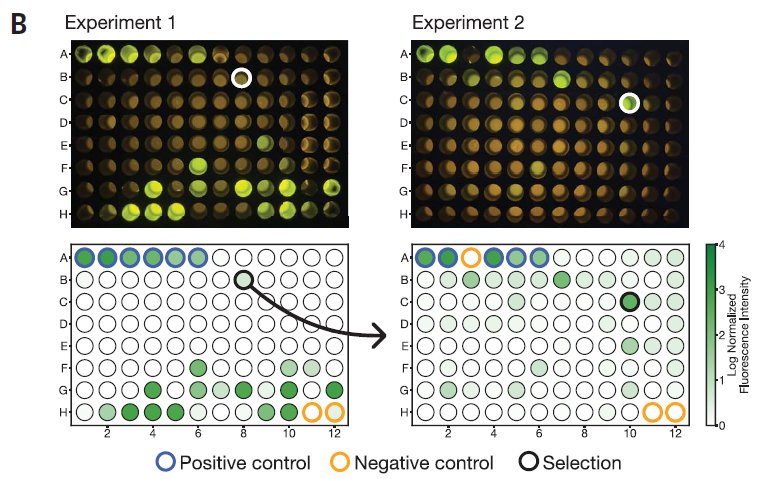 B
Experiment 1
Experiment 2
A
B
C
D
E
F
G
H
A
B
C
D
E
F
G
H
A
B
C
D
E
F
G
H
2 4 6 8 10 12
A
B
C
D
E
F
G
H
2 4 6 8 10 12
4
3
2
1
0
Log Normalized
Fluorescence Intensity
Positive control Negative control Selection